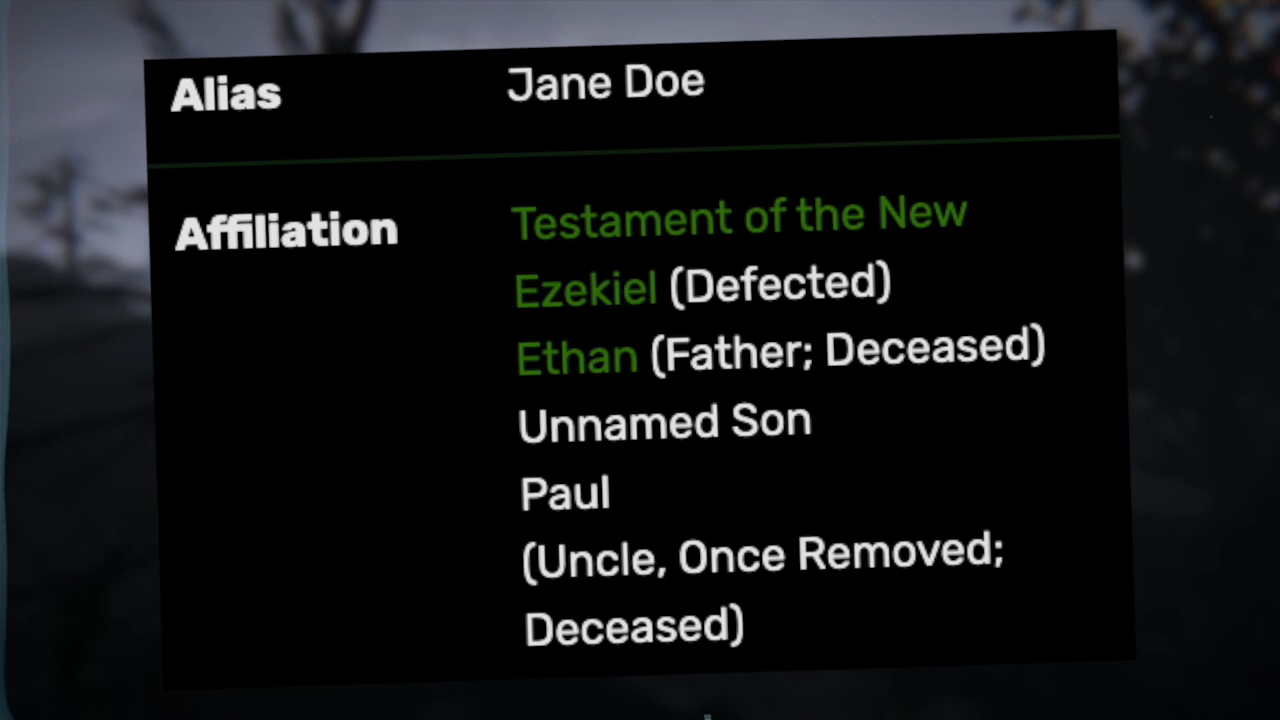 Alias Jane Doe
Affiliation Testament of the New
Ezekiel (Defected)
Ethan (Father; Deceased)
Unnamed Son
Paul
(Uncle, Once Removed;
Deceased)